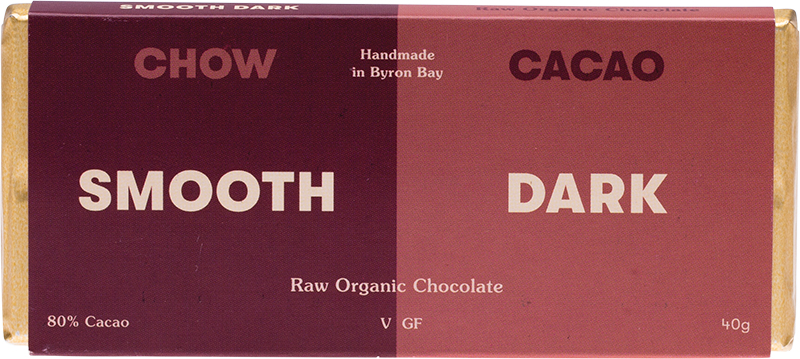 SMOOTH DARK
Raw Organic Chocolate
CHOW
Handmade
in Byron Bay
CACAO
SMOOTH
DARK
Raw Organic Chocolate
80% Cacao
V GF
40g